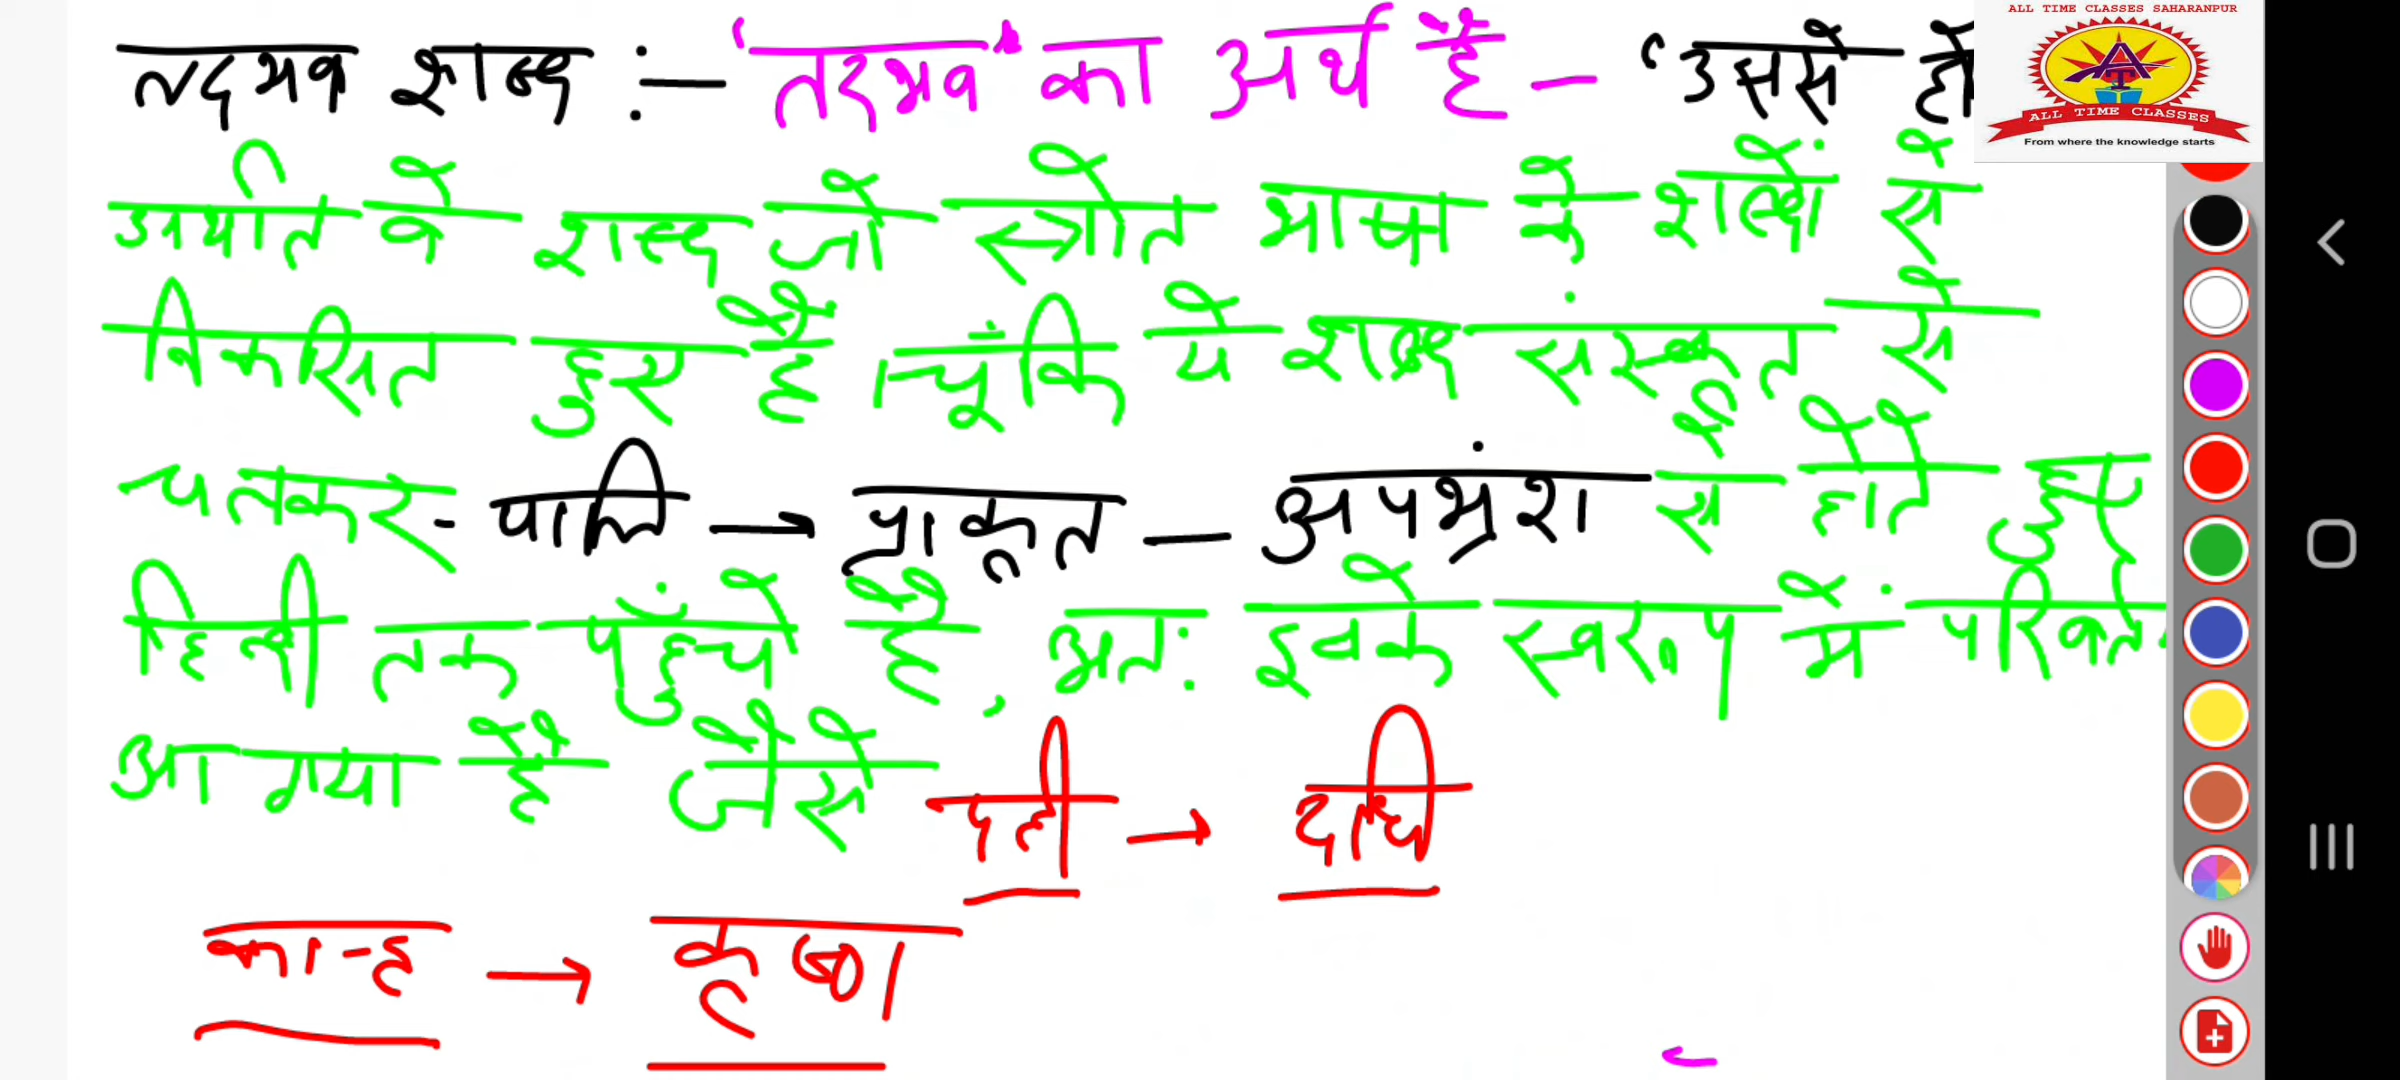 तद्भव शब्द :- 'तद्भव' का अर्थ है - 'उससे हो
अर्थात वे शब्द जो स्त्रोत भाषा के शब्दों से
विकसित हुए हैं। चूंकि ये शब्द संस्कृत से
चलकर - पालि → प्राकृत - अपभ्रंश से होते हुए
हिन्दी तक पहुँचे हैं, अतः इनके स्वरूप में परिवर्त
आ गया है जैसे दही → दधि
कान्ह → कृष्ण
ALL TIME CLASSES SAHARANPUR
AT
ALL TIME CLASSES
From where the knowledge starts